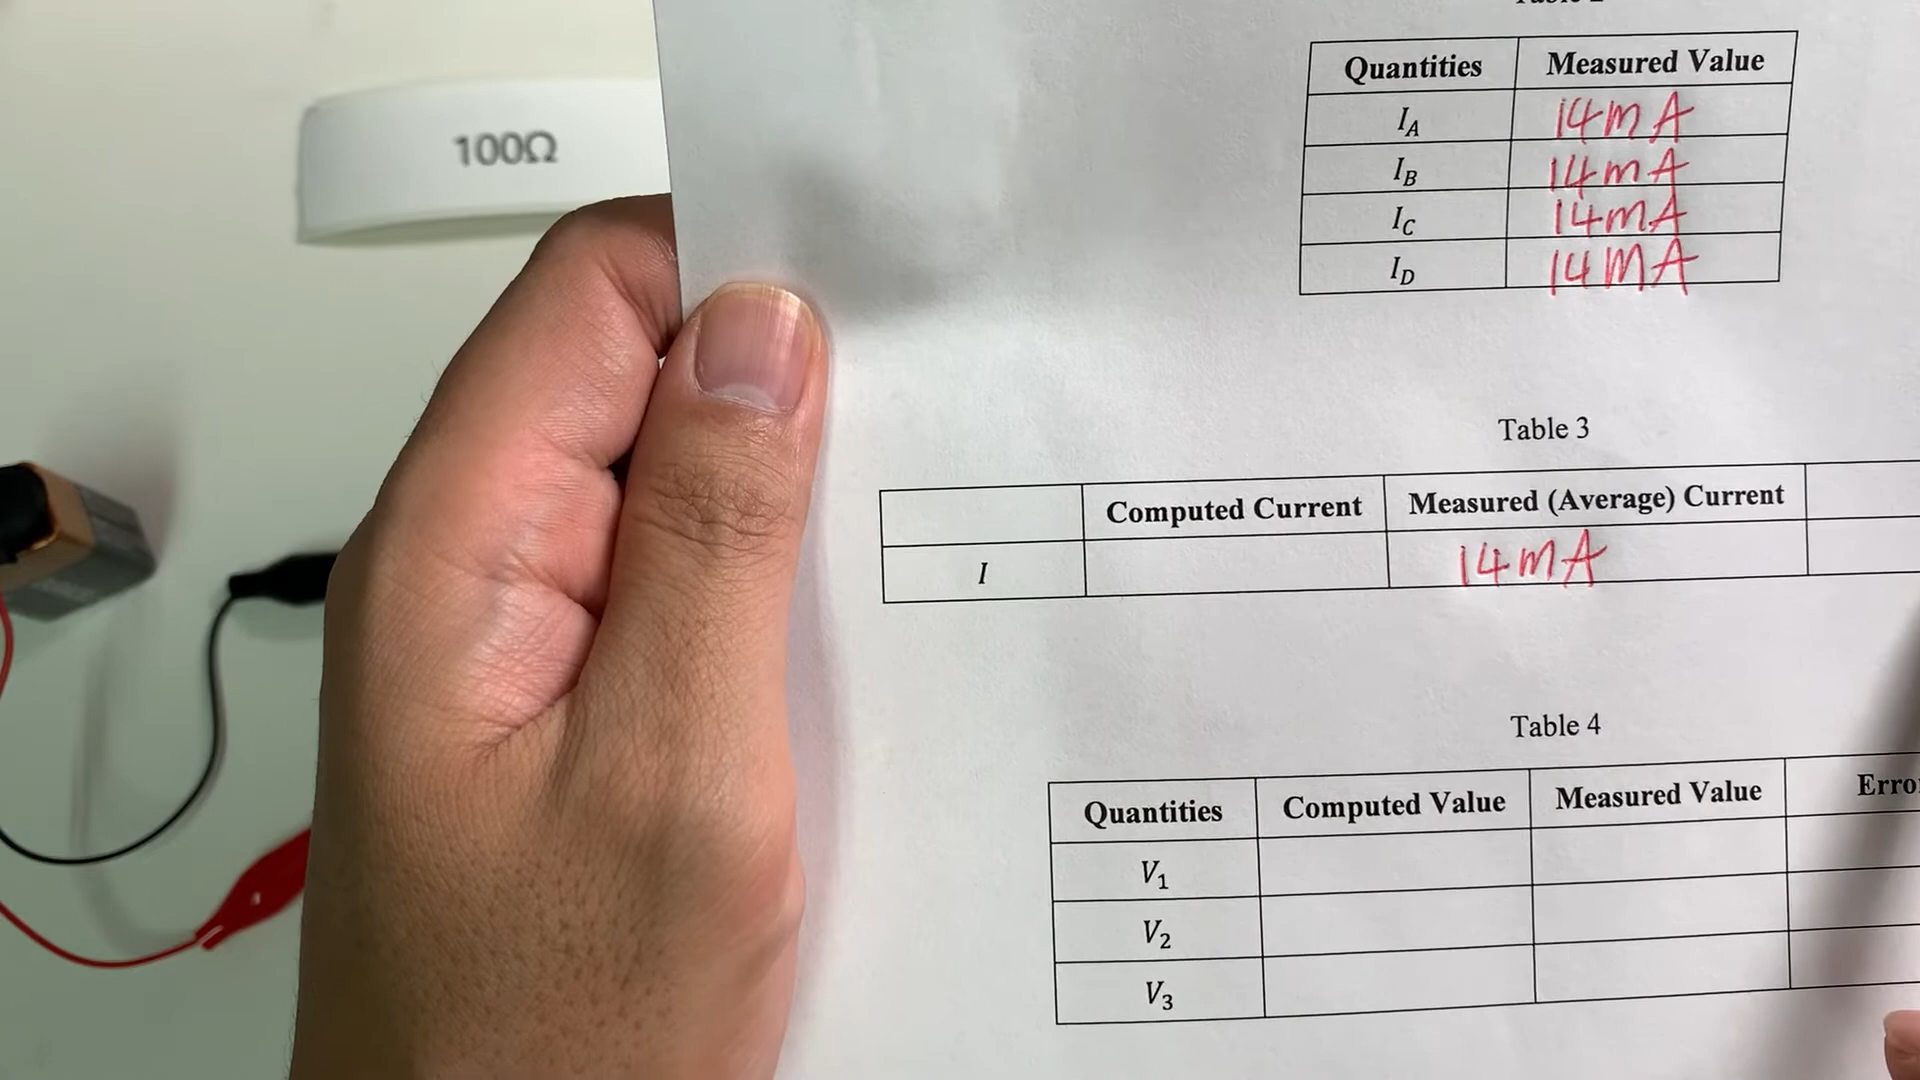 100Ω
Quantities Measured Value
I_A 14mA
I_B 14mA
I_C 14mA
I_D 14mA
Table 3
Computed Current Measured (Average) Current
I 14mA
Table 4
Quantities Computed Value Measured Value
V_1
V_2
V_3